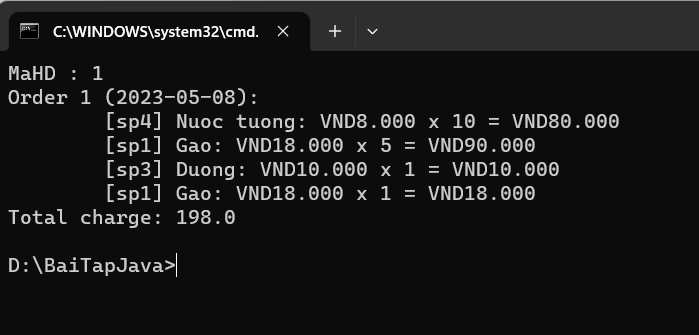 C:\WINDOWS\system32\cmd.
MaHD : 1
Order 1 (2023-05-08):
[sp4] Nuoc tuong: VND8.000 x 10 = VND80.000
[sp1] Gao: VND18.000 x 5 = VND90.000
[sp3] Duong: VND10.000 x 1 = VND10.000
[sp1] Gao: VND18.000 x 1 = VND18.000
Total charge: 198.0
D:\BaiTapJava>